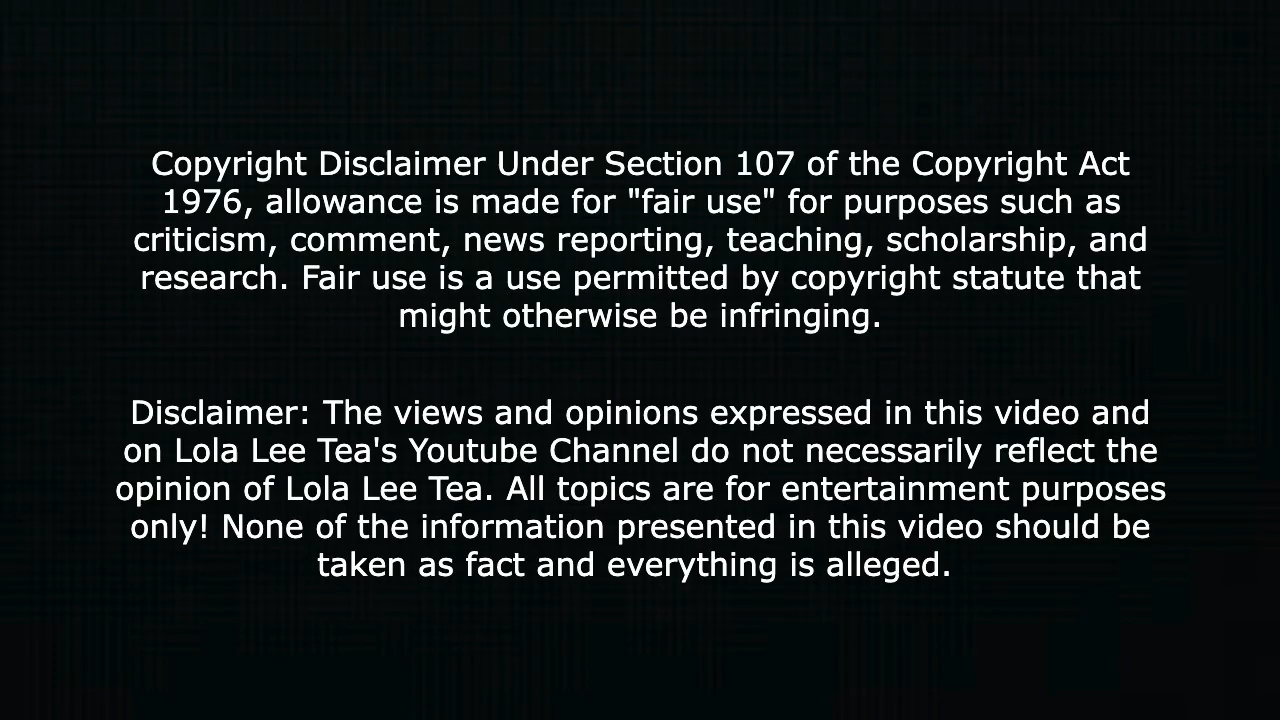 Copyright Disclaimer Under Section 107 of the Copyright Act
1976, allowance is made for "fair use" for purposes such as
criticism, comment, news reporting, teaching, scholarship, and
research. Fair use is a use permitted by copyright statute that
might otherwise be infringing.
Disclaimer: The views and opinions expressed in this video and
on Lola Lee Tea's Youtube Channel do not necessarily reflect the
opinion of Lola Lee Tea. All topics are for entertainment purposes
only! None of the information presented in this video should be
taken as fact and everything is alleged.